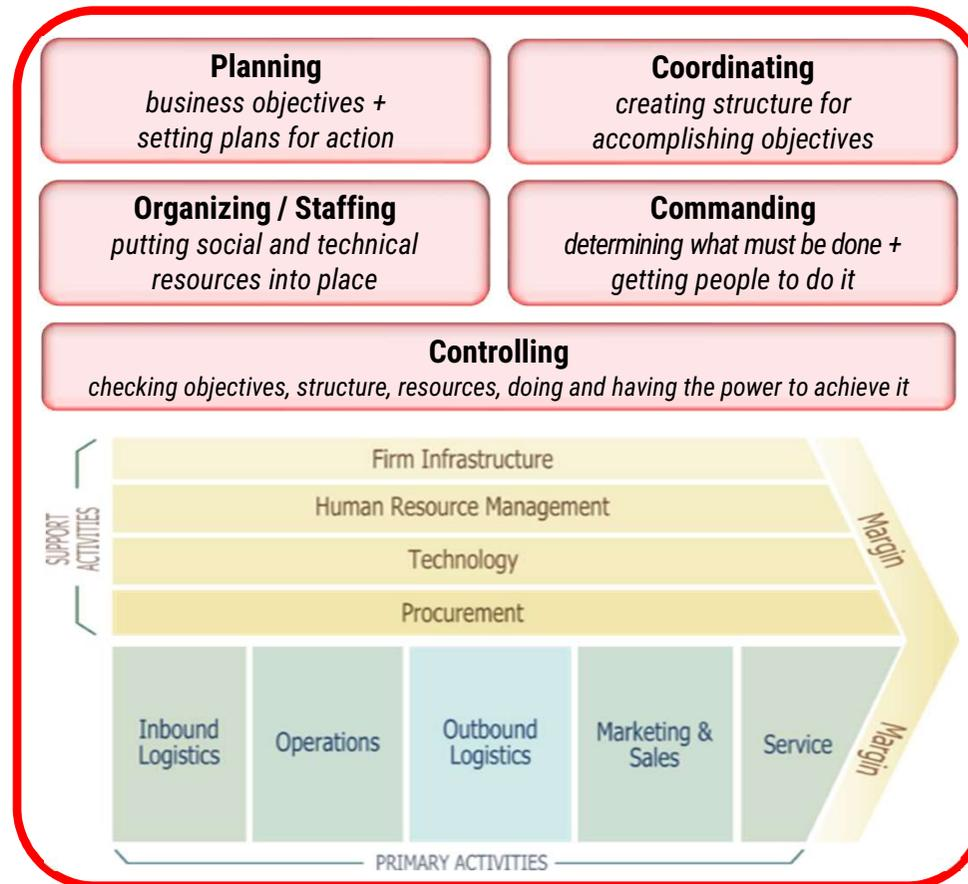 Planning
business objectives +
setting plans for action
Coordinating
creating structure for
accomplishing objectives
Organizing / Staffing
putting social and technical
resources into place
Commanding
determining what must be done +
getting people to do it
Controlling
checking objectives, structure, resources, doing and having the power to achieve it
SUPPORT
ACTIVITIES
Firm Infrastructure
Human Resource Management
Technology
Procurement
Margin
Inbound
Logistics
Operations
Outbound
Logistics
Marketing &
Sales
Service
Margin
PRIMARY ACTIVITIES